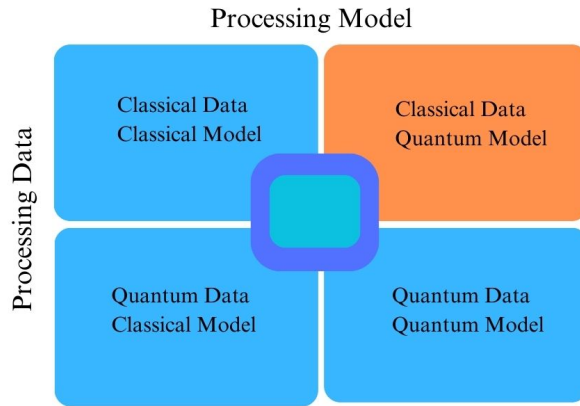 Processing Model
Processing Data
Classical Data
Classical Model
Classical Data
Quantum Model
Quantum Data
Classical Model
Quantum Data
Quantum Model